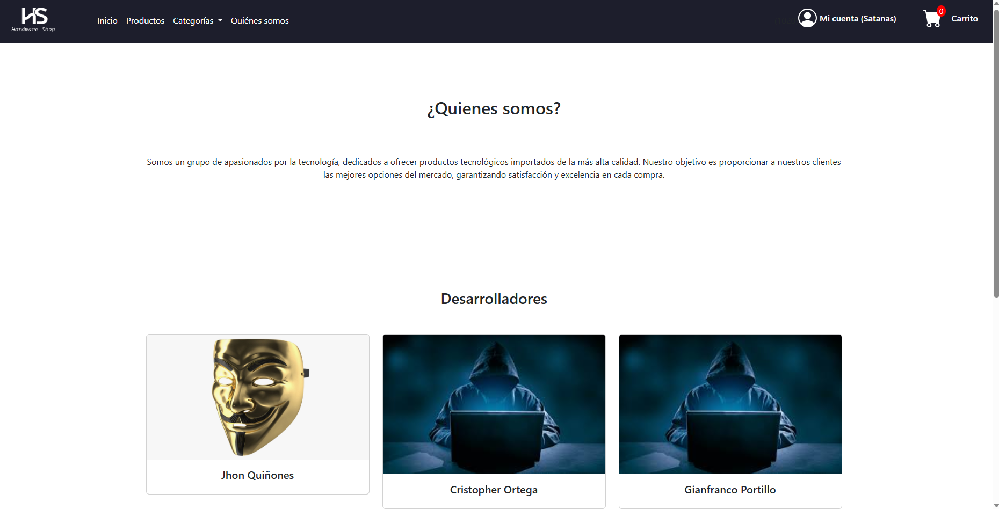 HS
Hardware Shop
Inicio Productos Categorías Quiénes somos
Mi cuenta (Satanas)
0
Carrito
¿Quienes somos?
Somos un grupo de apasionados por la tecnología, dedicados a ofrecer productos tecnológicos importados de la más alta calidad. Nuestro objetivo es proporcionar a nuestros clientes
las mejores opciones del mercado, garantizando satisfacción y excelencia en cada compra.
Desarrolladores
Jhon Quiñones
Cristopher Ortega
Gianfranco Portillo